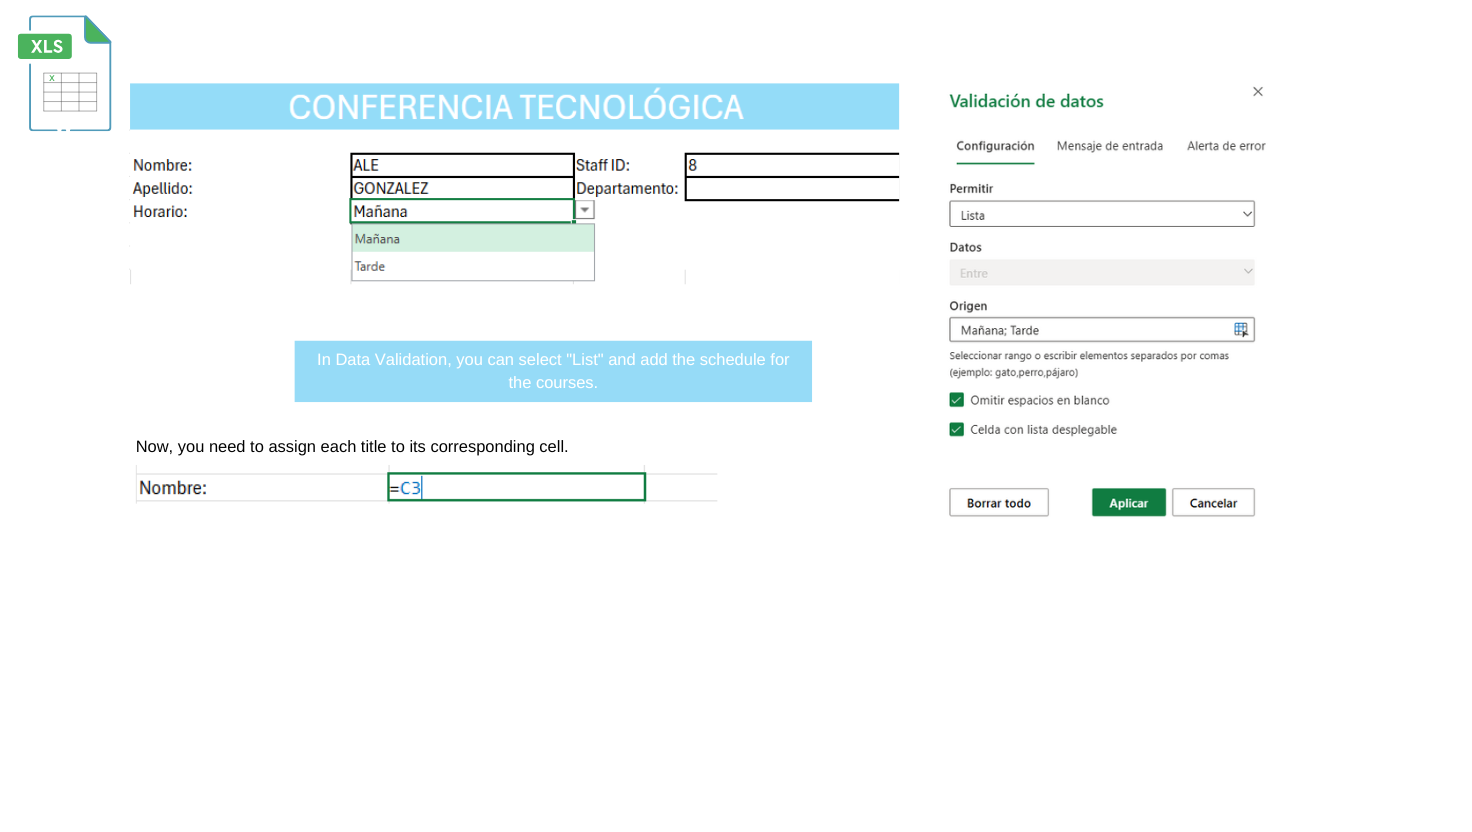 XLS
X
CONFERENCIA TECNOLÓGICA
Nombre: ALE Staff ID: 8
Apellido: GONZALEZ Departamento:
Horario: Mañana
Mañana
Tarde
In Data Validation, you can select "List" and add the schedule for
the courses.
Now, you need to assign each title to its corresponding cell.
Nombre: =C3
Validación de datos
Configuración Mensaje de entrada Alerta de error
Permitir
Lista
Datos
Entre
Origen
Mañana; Tarde
Seleccionar rango o escribir elementos separados por comas
(ejemplo: gato,perro,pájaro)
Omitir espacios en blanco
Celda con lista desplegable
Borrar todo Aplicar Cancelar